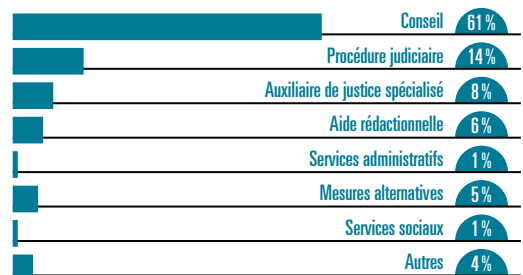 Conseil 61 %
Procédure judiciaire 14 %
Auxiliaire de justice spécialisé 8 %
Aide rédactionnelle 6 %
Services administratifs 1 %
Mesures alternatives 5 %
Services sociaux 1 %
Autres 4 %